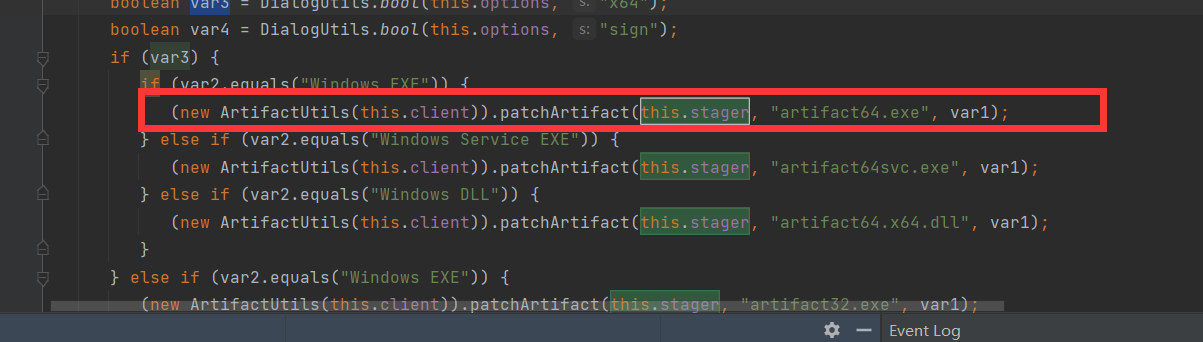 boolean var3 = DialogUtils.bool(this.options, s: "x64");
boolean var4 = DialogUtils.bool(this.options, s: "sign");
if (var3) {
if (var2.equals("Windows EXE")) {
(new ArtifactUtils(this.client)).patchArtifact(this.stager, "artifact64.exe", var1);
} else if (var2.equals("Windows Service EXE")) {
(new ArtifactUtils(this.client)).patchArtifact(this.stager, "artifact64svc.exe", var1);
} else if (var2.equals("Windows DLL")) {
(new ArtifactUtils(this.client)).patchArtifact(this.stager, "artifact64.x64.dll", var1);
}
} else if (var2.equals("Windows EXE")) {
(new ArtifactUtils(this.client)).patchArtifact(this.stager, "artifact32.exe", var1);
Event Log